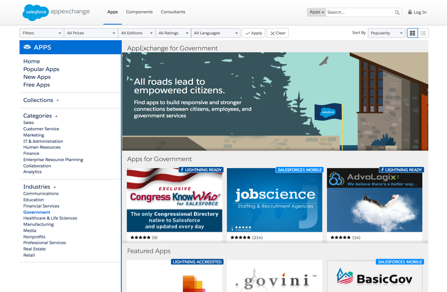 salesforce appexchange
Apps Components Consultants
Apps Search...
Log In
Filters All Prices All Editions All Ratings All Languages Apply Clear Sort By Popularity
APPS
Home
Popular Apps
New Apps
Free Apps
Collections
Categories
Sales
Customer Service
Marketing
IT & Administration
Human Resources
Finance
Enterprise Resource Planning
Collaboration
Analytics
Industries
Communications
Education
Financial Services
Government
Healthcare & Life Sciences
Manufacturing
Media
Nonprofits
Professional Services
Real Estate
Retail
AppExchange for Government
All roads lead to
empowered citizens.
Find apps to build responsive and stronger
connections between citizens, employees, and
government services
salesforce
Apps for Government
LIGHTNING READY
EXCLUSIVE
Congress KnowWho
for SALESFORCE
The only Congressional Directory
native to Salesforce
and updated every day
SALESFORCE1 MOBILE
jobscience
Staffing & Recruitment Agencies
LIGHTNING READY
AdvoLogix
We believe there's a better way...
Featured Apps
LIGHTNING ACCREDITED
govini
SALESFORCE1 MOBILE
BasicGov